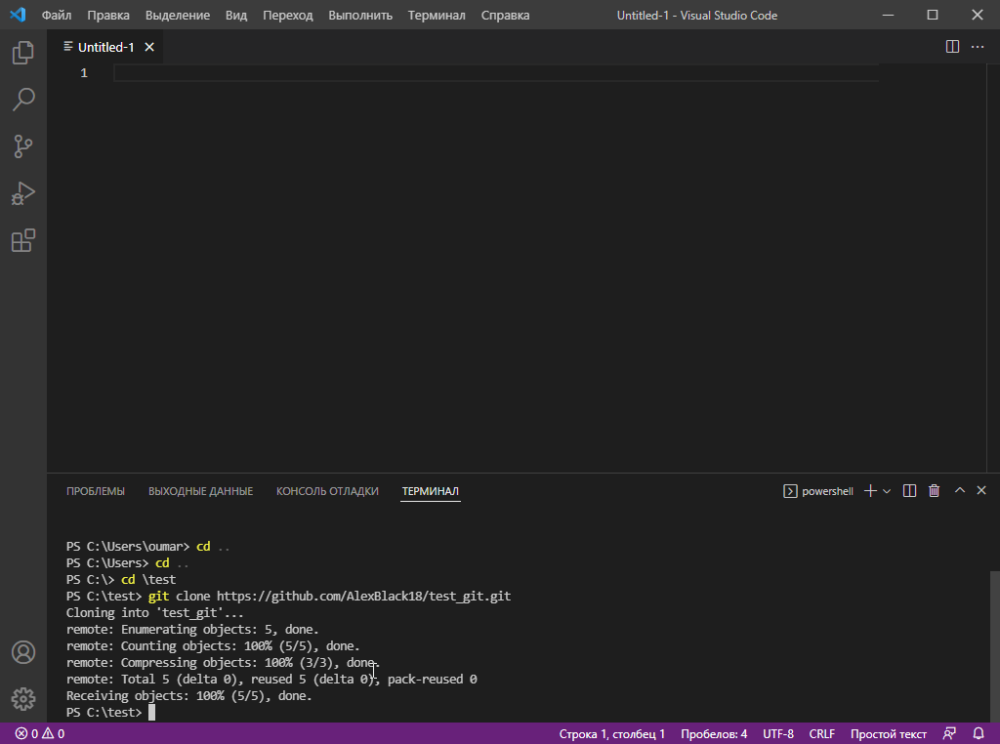 Файл Правка Выделение Вид Переход Выполнить Терминал Справка Untitled-1 - Visual Studio Code
Untitled-1
1
ПРОБЛЕМЫ ВЫХОДНЫЕ ДАННЫЕ КОНСОЛЬ ОТЛАДКИ ТЕРМИНАЛ powershell
PS C:\Users\oumar> cd ..
PS C:\Users> cd ..
PS C:\> cd \test
PS C:\test> git clone https://github.com/AlexBlack18/test_git.git
Cloning into 'test_git'...
remote: Enumerating objects: 5, done.
remote: Counting objects: 100% (5/5), done.
remote: Compressing objects: 100% (3/3), done.
remote: Total 5 (delta 0), reused 5 (delta 0), pack-reused 0
Receiving objects: 100% (5/5), done.
PS C:\test>
0 0 Строка 1, столбец 1 Пробелов: 4 UTF-8 CRLF Простой текст